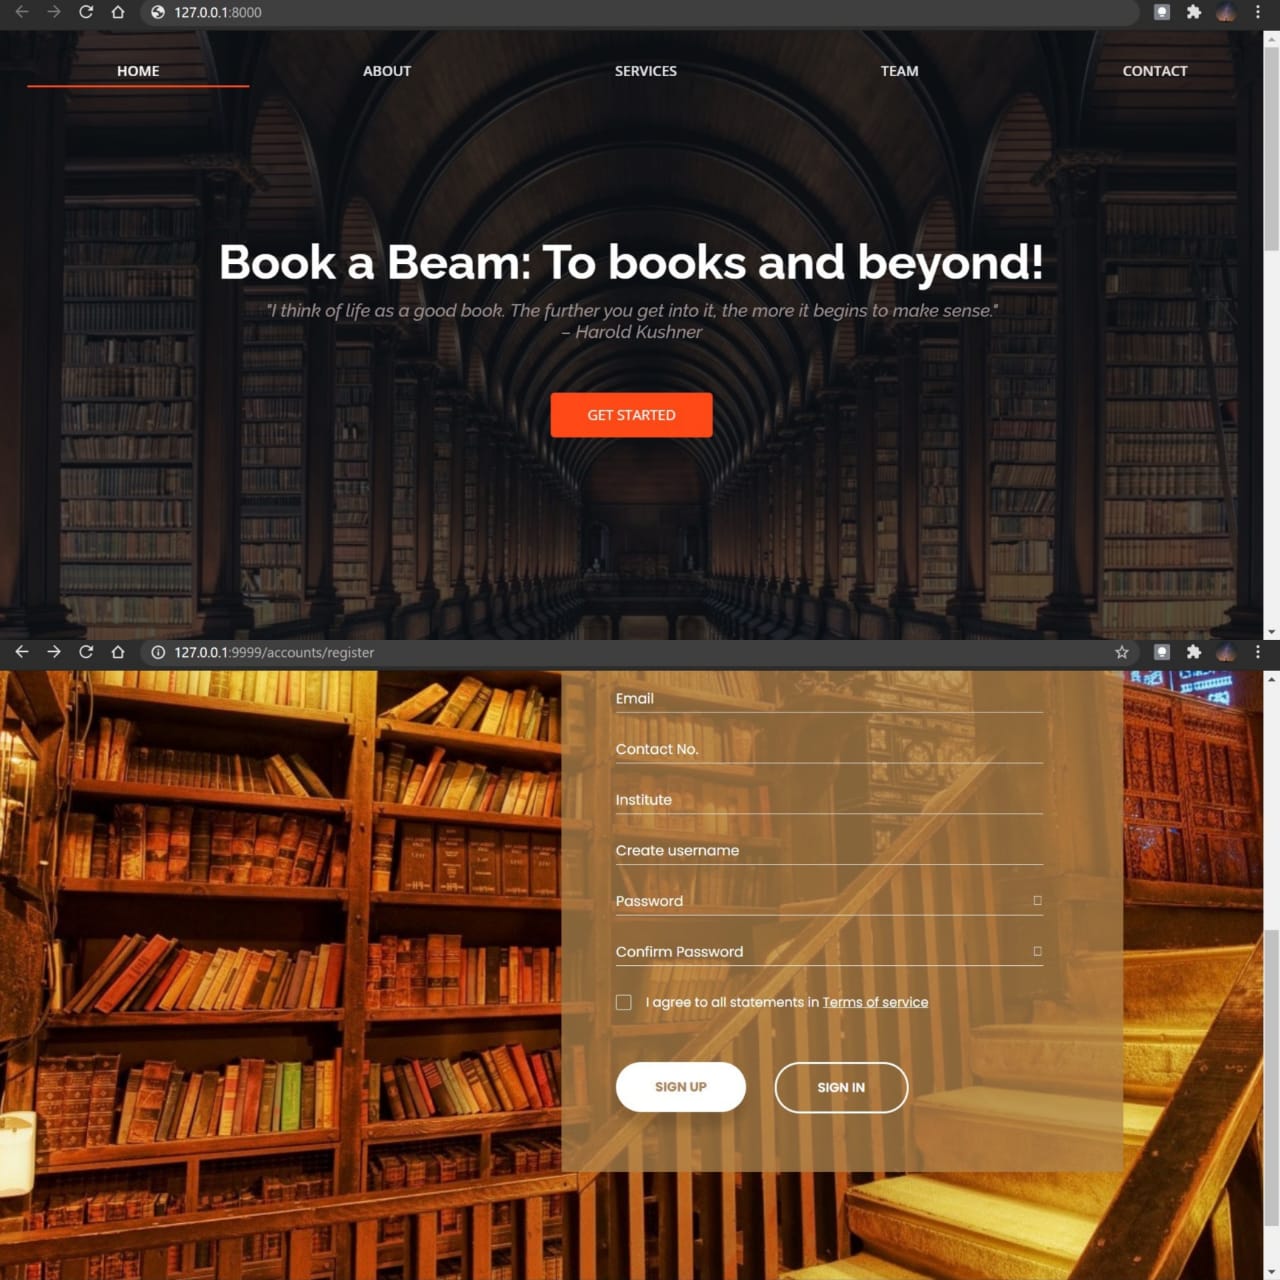 127.0.0.1:8000
HOME ABOUT SERVICES TEAM CONTACT
Book a Beam: To books and beyond!
"I think of life as a good book. The further you get into it, the more it begins to make sense."
– Harold Kushner
GET STARTED
127.0.0.1:9999/accounts/register
Email
Contact No.
Institute
Create username
Password
Confirm Password
I agree to all statements in Terms of service
SIGN UP SIGN IN